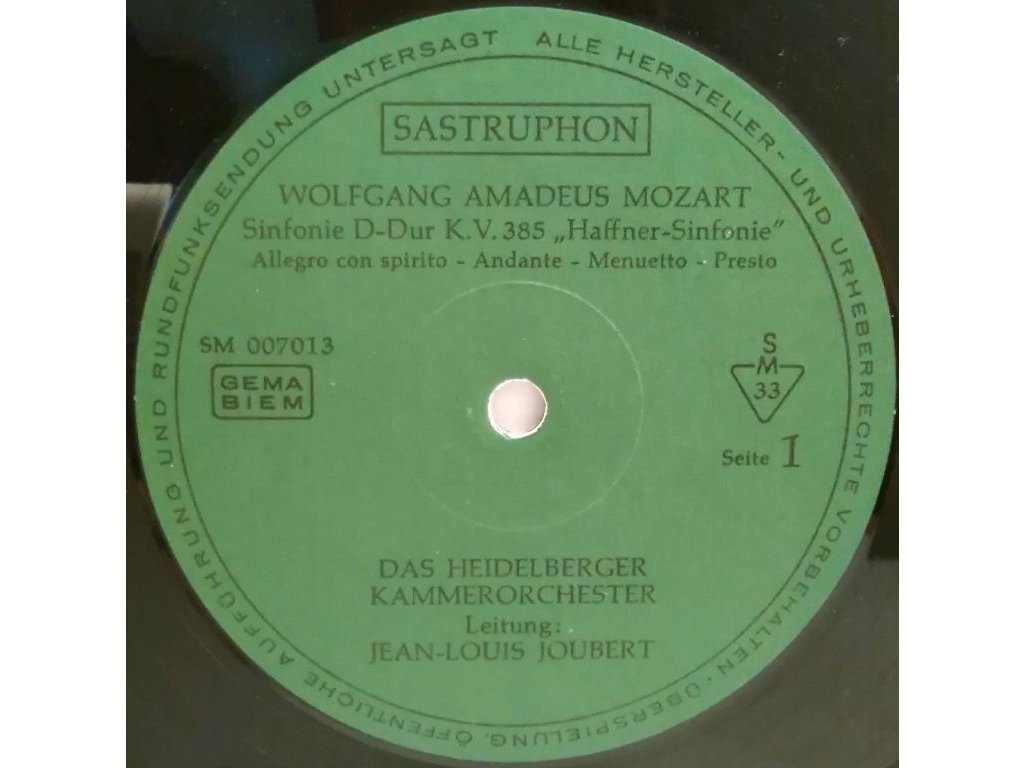 ALLE HERSTELLER- UND URHEBERRECHTE VORBEHALTEN · ÜBERSPIELUNG, ÖFFENTLICHE AUFFÜHRUNG UND RUNDFUNKSENDUNG UNTERSAGT
SASTRUPHON
WOLFGANG AMADEUS MOZART
Sinfonie D-Dur K.V. 385 „Haffner-Sinfonie"
Allegro con spirito - Andante - Menuetto - Presto
SM 007013
GEMA
BIEM
S
M
33
Seite 1
DAS HEIDELBERGER
KAMMERORCHESTER
Leitung:
JEAN-LOUIS JOUBERT